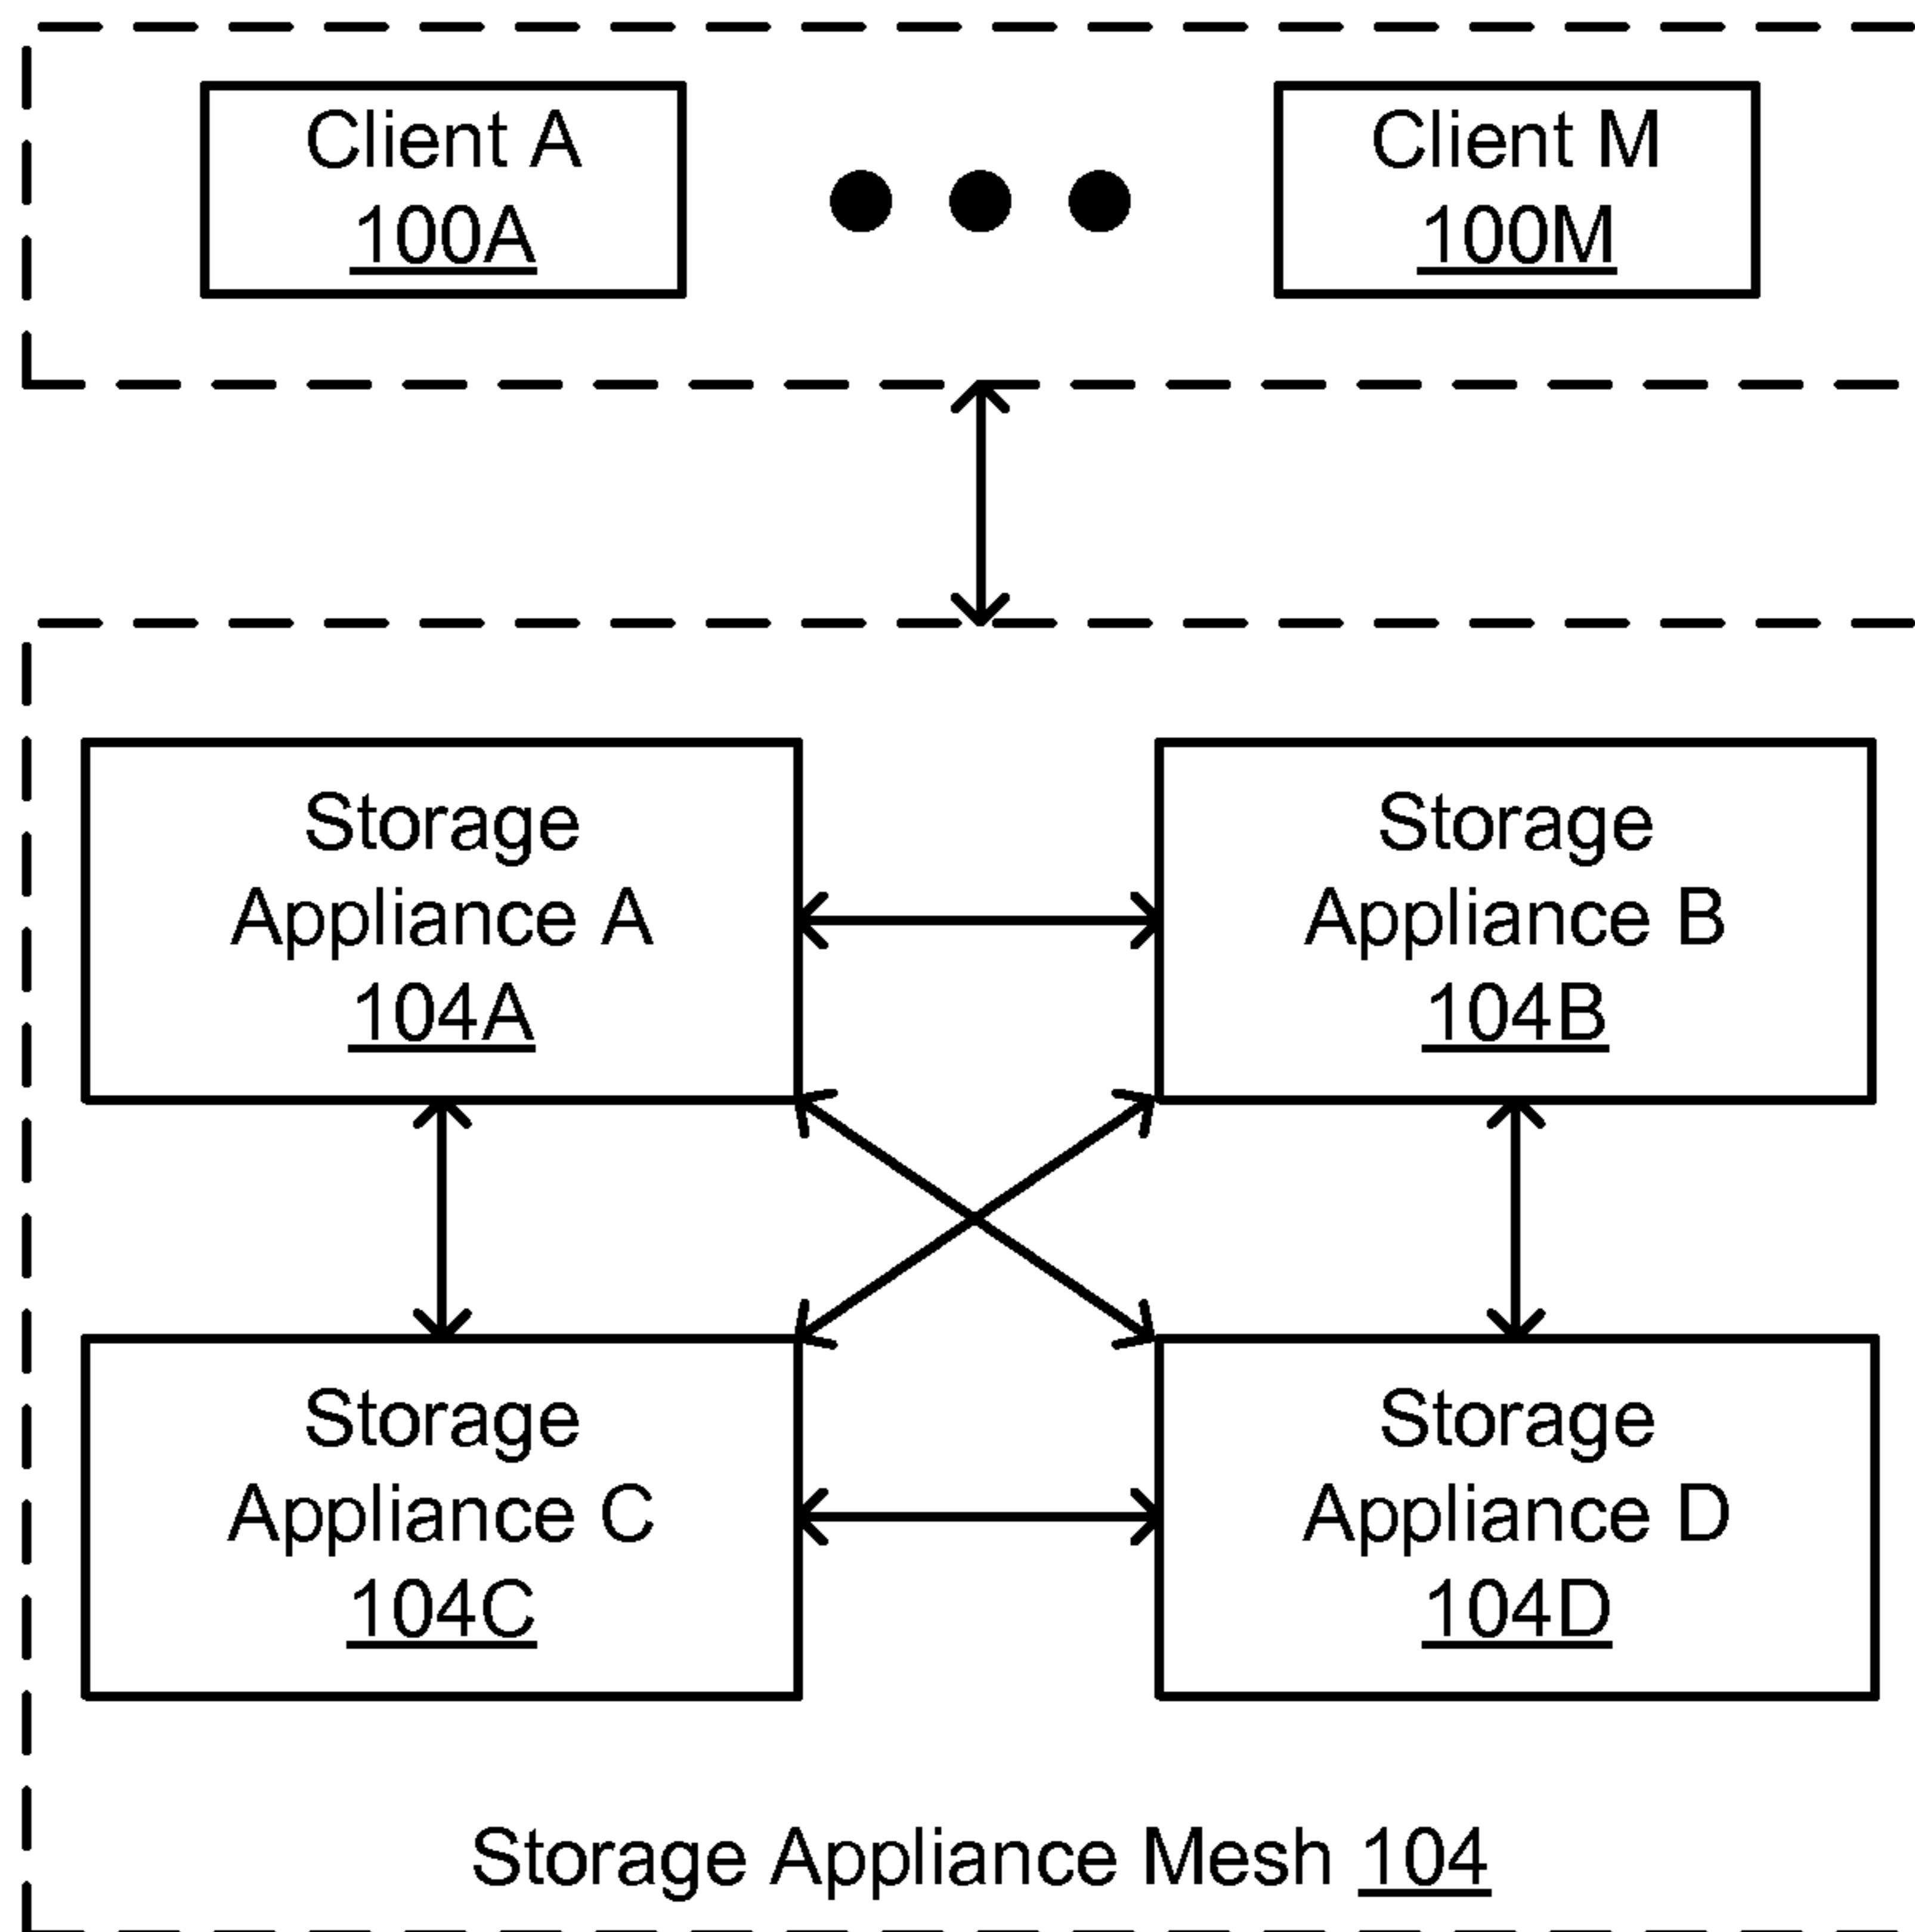 Client A
100A
Client M
100M
Storage
Appliance A
104A
Storage
Appliance B
104B
Storage
Appliance C
104C
Storage
Appliance D
104D
Storage Appliance Mesh 104